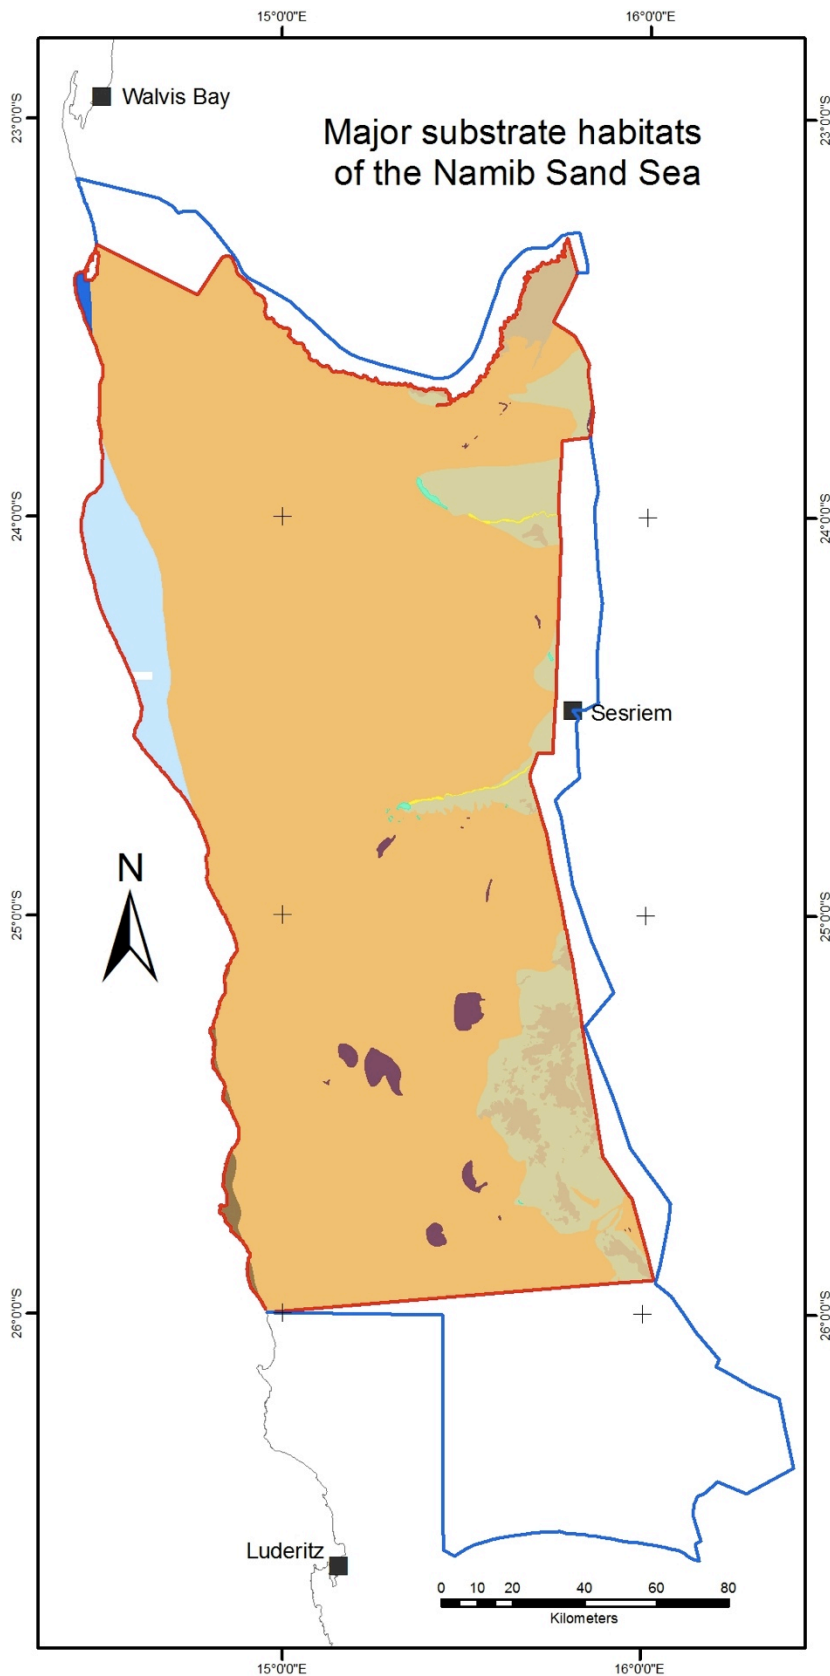 15°0'0"E
16°0'0"E
Walvis Bay
23°0'0"S
23°0'0"S
Major substrate habitats
of the Namib Sand Sea
24°0'0"S
24°0'0"S
Sesriem
N
25°0'0"S
25°0'0"S
26°0'0"S
26°0'0"S
Luderitz
0 10 20 40 60 80
Kilometers
15°0'0"E
16°0'0"E